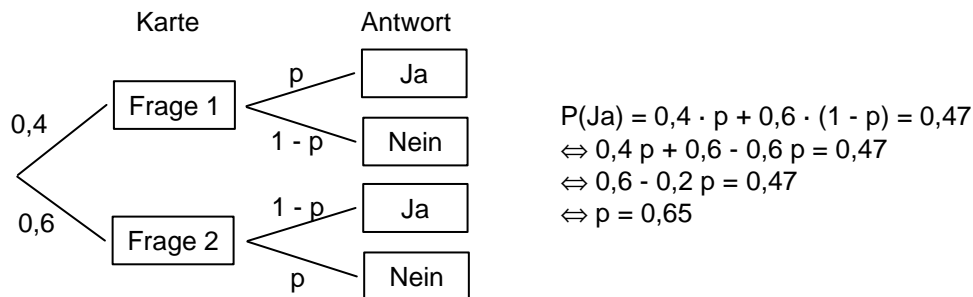 Karte Antwort
p Ja
Frage 1
0,4
1 - p Nein
1 - p Ja
0,6
Frage 2
p Nein
P(Ja) = 0,4 · p + 0,6 · (1 - p) = 0,47
⇔ 0,4 p + 0,6 - 0,6 p = 0,47
⇔ 0,6 - 0,2 p = 0,47
⇔ p = 0,65